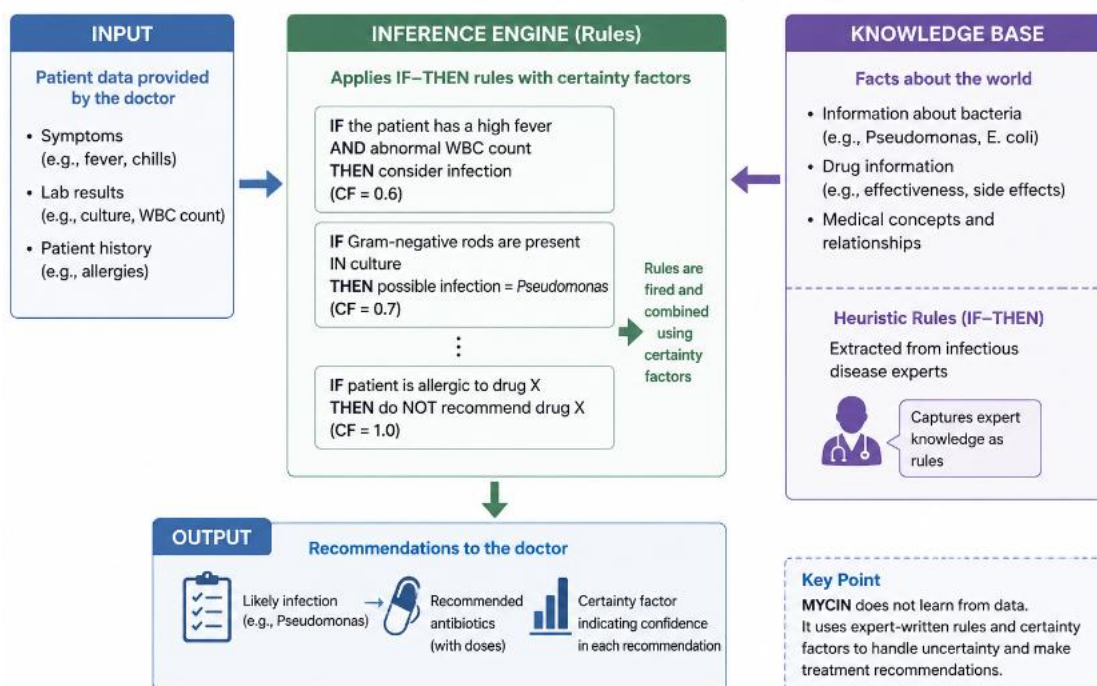 INPUT
Patient data provided
by the doctor
• Symptoms
(e.g., fever, chills)
• Lab results
(e.g., culture, WBC count)
• Patient history
(e.g., allergies)
INFERENCE ENGINE (Rules)
Applies IF–THEN rules with certainty factors
IF the patient has a high fever
AND abnormal WBC count
THEN consider infection
(CF = 0.6)
IF Gram-negative rods are present
IN culture
THEN possible infection = Pseudomonas
(CF = 0.7)
⋮
IF patient is allergic to drug X
THEN do NOT recommend drug X
(CF = 1.0)
Rules are
fired and
combined
using
certainty
factors
KNOWLEDGE BASE
Facts about the world
• Information about bacteria
(e.g., Pseudomonas, E. coli)
• Drug information
(e.g., effectiveness, side effects)
• Medical concepts and
relationships
Heuristic Rules (IF–THEN)
Extracted from infectious
disease experts
Captures expert
knowledge as
rules
OUTPUT
Recommendations to the doctor
Likely infection
(e.g., Pseudomonas)
Recommended
antibiotics
(with doses)
Certainty factor
indicating confidence
in each recommendation
Key Point
MYCIN does not learn from data.
It uses expert-written rules and certainty
factors to handle uncertainty and make
treatment recommendations.